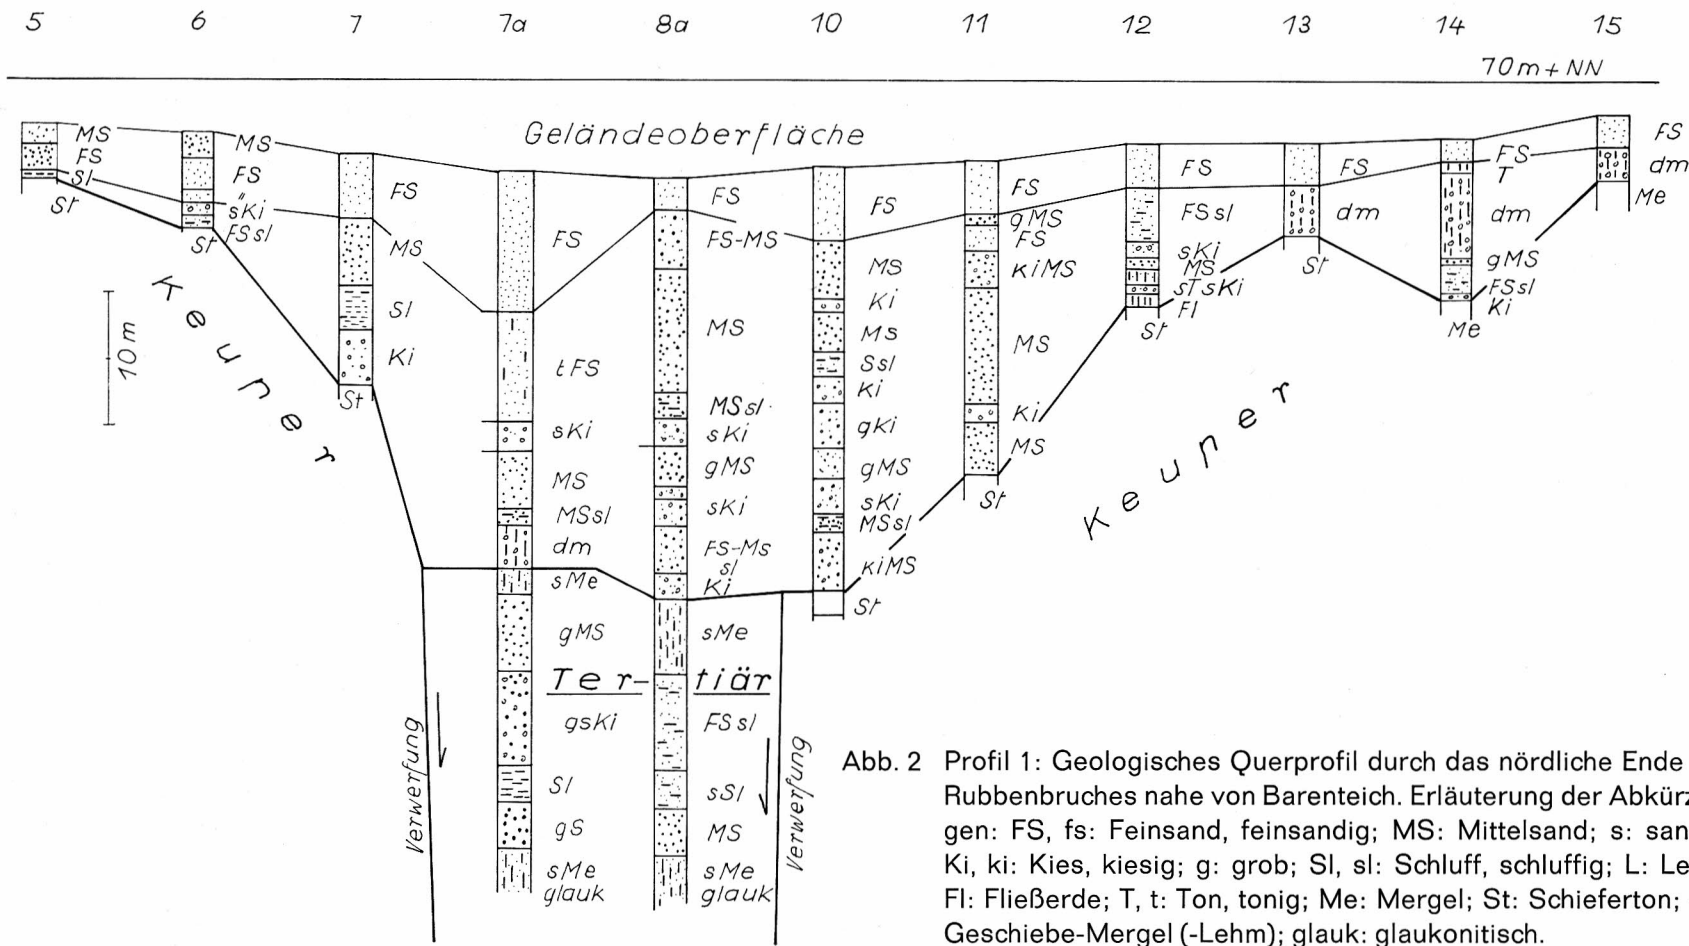 5 6 7 7a 8a 10 11 12 13 14 15
70m+NN
Geländeoberfläche
MS
FS
Sl
St
MS
FS
"
sKi
FSsl
St
FS
MS
Sl
Ki
St
FS
tFS
sKi
MS
MSsl
dm
sMe
gMS
Ter-
gsKi
Sl
gS
sMe
glauk
FS
FS-MS
MS
MSsl
sKi
gMS
sKi
FS-Ms
sl
Ki
sMe
tiär
FSsl
sSl
MS
sMe
glauk
FS
MS
Ki
Ms
Ssl
Ki
gKi
gMS
sKi
MSsl
kiMS
St
FS
gMS
FS
kiMS
MS
Ki
MS
St
FS
FSsl
sKi
MS
sTsKi
Fl
St
FS
dm
St
FS
T
dm
gMS
FSsl
Ki
Me
FS
dm
Me
Keuper
Keuper
10m
Verwerfung
Verwerfung
Abb. 2 Profil 1: Geologisches Querprofil durch das nördliche Ende
Rubbenbruches nahe von Barenteich. Erläuterung der Abkürz
gen: FS, fs: Feinsand, feinsandig; MS: Mittelsand; s: san
Ki, ki: Kies, kiesig; g: grob; Sl, sl: Schluff, schluffig; L: Le
Fl: Fließerde; T, t: Ton, tonig; Me: Mergel; St: Schieferton;
Geschiebe-Mergel (-Lehm); glauk: glaukonitisch.